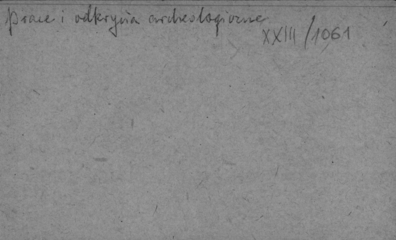 Prace i odkrycia archeologiczne
XXIII/1061